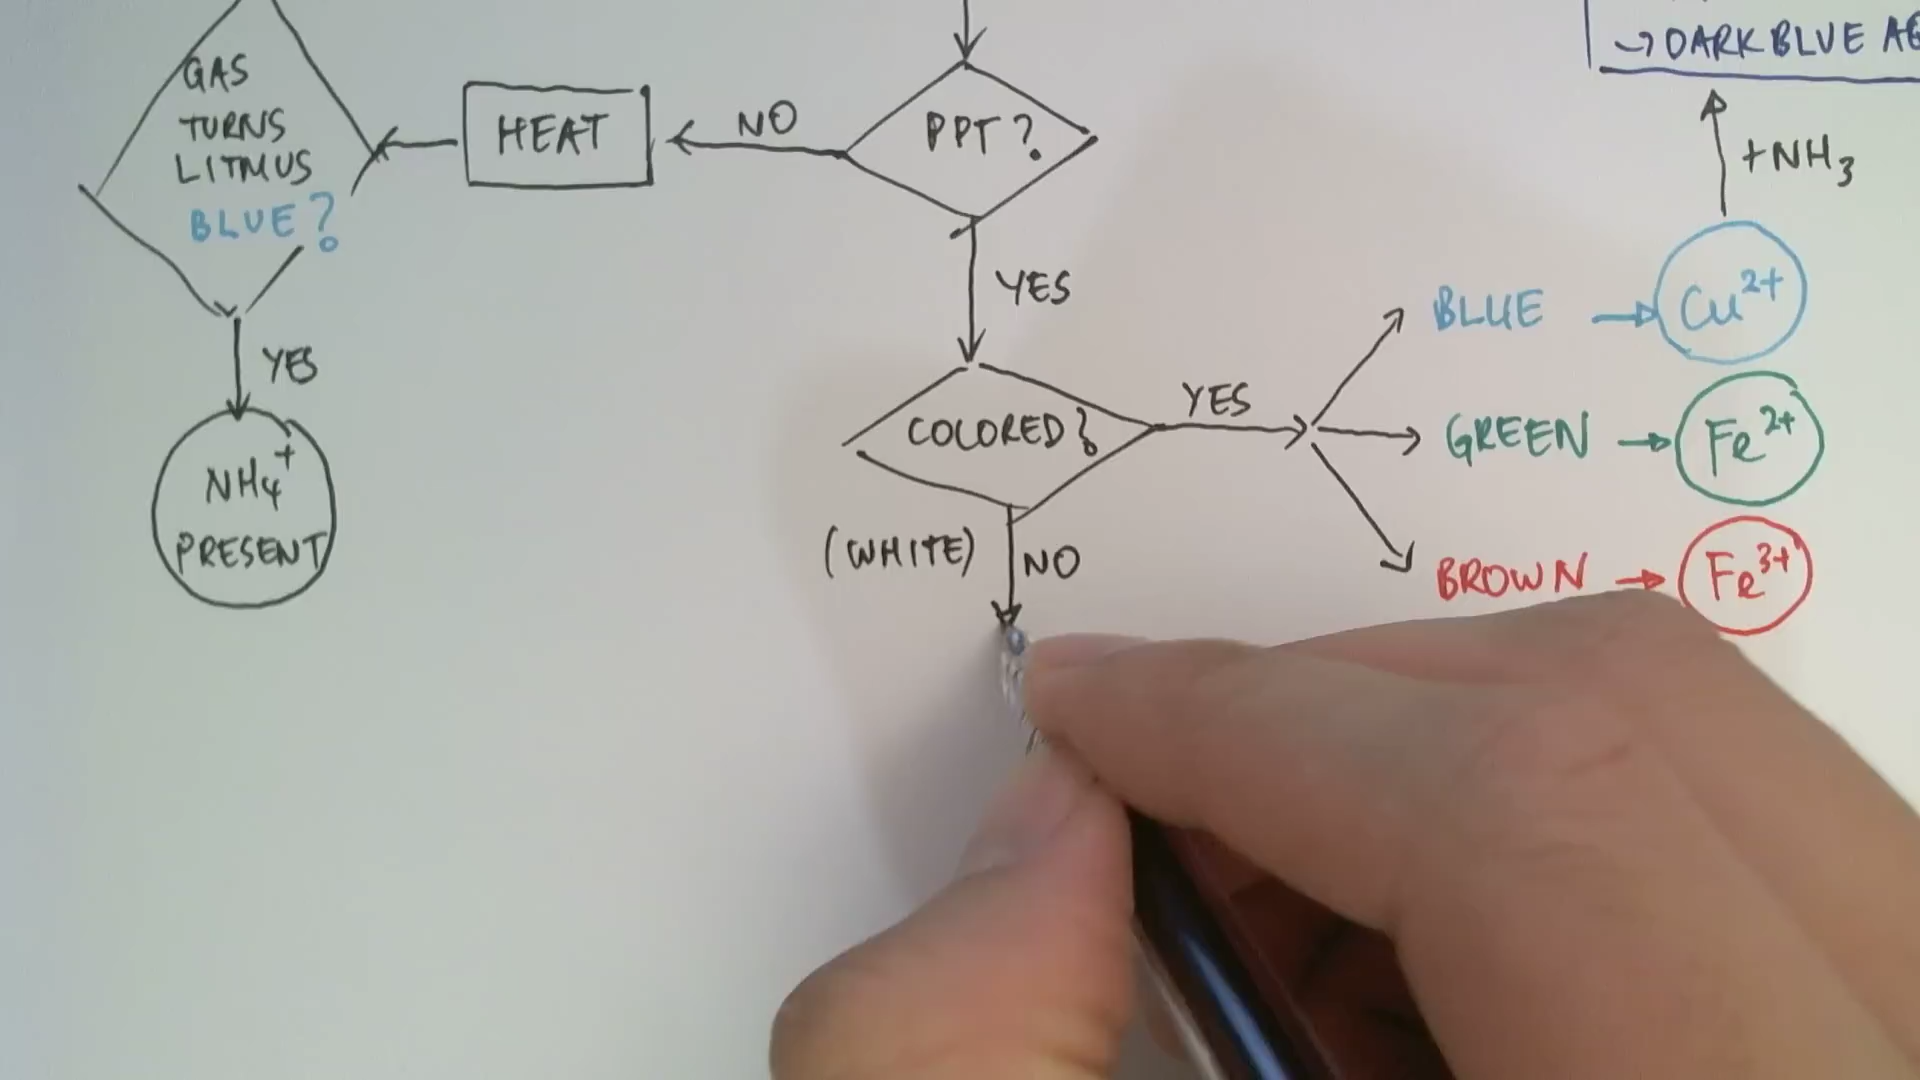 GAS
TURNS
LITMUS
BLUE?
HEAT
NO
PPT?
→ DARK BLUE
+NH3
YES
YES
NH4+
PRESENT
COLORED?
YES
BLUE → Cu2+
GREEN → Fe2+
BROWN → Fe3+
(WHITE) NO